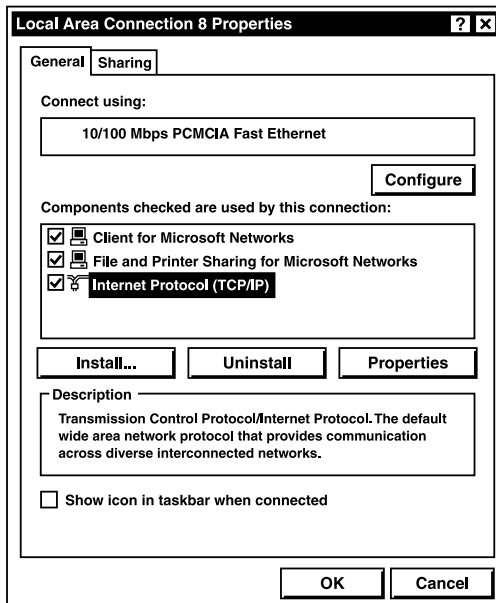 Local Area Connection 8 Properties
?
×
General
Sharing
Connect using:
10/100 Mbps PCMCIA Fast Ethernet
Configure
Components checked are used by this connection:
Client for Microsoft Networks
File and Printer Sharing for Microsoft Networks
Internet Protocol (TCP/IP)
Install...
Uninstall
Properties
Description
Transmission Control Protocol/Internet Protocol. The default
wide area network protocol that provides communication
across diverse interconnected networks.
Show icon in taskbar when connected
OK
Cancel